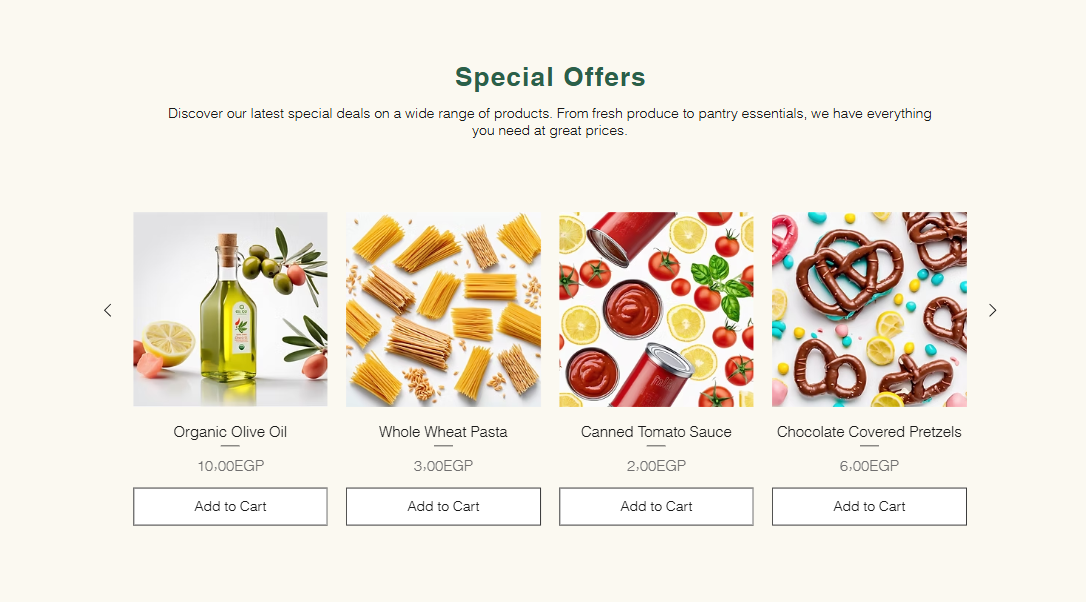 Special Offers
Discover our latest special deals on a wide range of products. From fresh produce to pantry essentials, we have everything
you need at great prices.
Organic Olive Oil
Whole Wheat Pasta
Canned Tomato Sauce
Chocolate Covered Pretzels
10٫00EGP
3٫00EGP
2٫00EGP
6٫00EGP
Add to Cart
Add to Cart
Add to Cart
Add to Cart